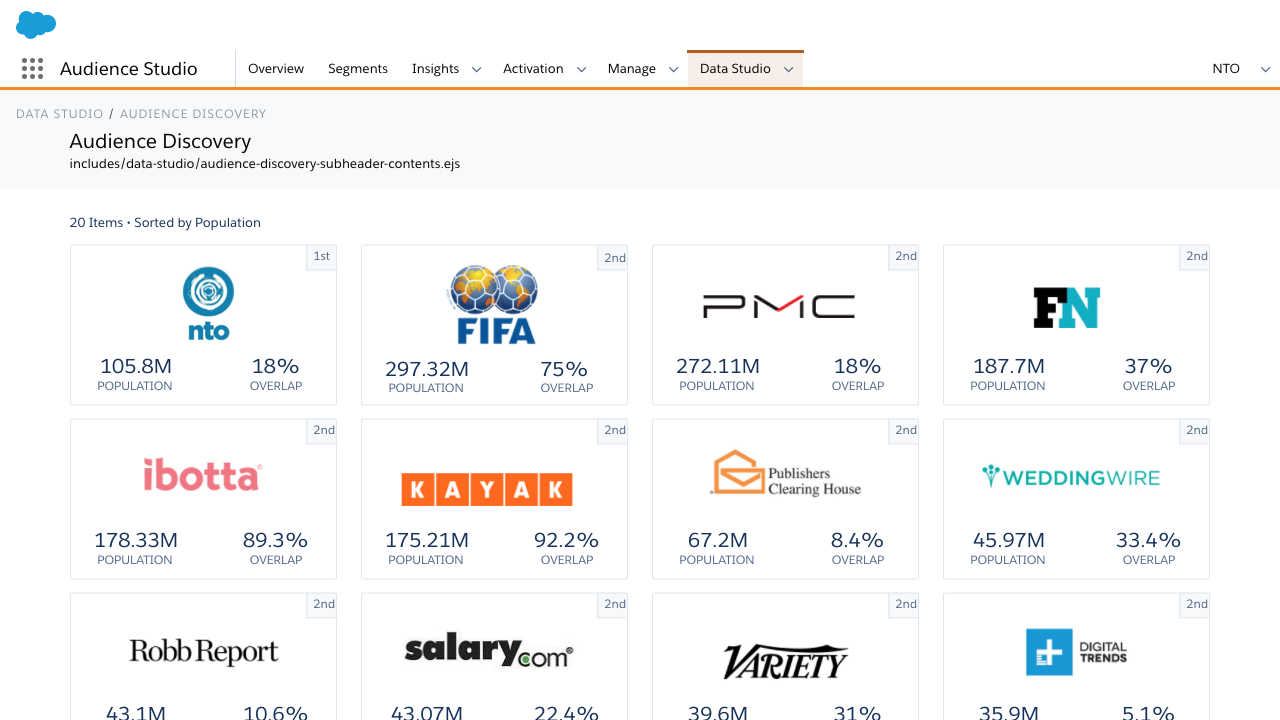 Audience Studio
Overview
Segments
Insights
Activation
Manage
Data Studio
NTO
DATA STUDIO / AUDIENCE DISCOVERY
Audience Discovery
includes/data-studio/audience-discovery-subheader-contents.ejs
20 Items • Sorted by Population
1st
nto
105.8M
POPULATION
18%
OVERLAP
2nd
FIFA
297.32M
POPULATION
75%
OVERLAP
2nd
PMC
272.11M
POPULATION
18%
OVERLAP
2nd
FN
187.7M
POPULATION
37%
OVERLAP
2nd
ibotta
178.33M
POPULATION
89.3%
OVERLAP
2nd
KAYAK
175.21M
POPULATION
92.2%
OVERLAP
2nd
Publishers
Clearing House
67.2M
POPULATION
8.4%
OVERLAP
2nd
WEDDINGWIRE
45.97M
POPULATION
33.4%
OVERLAP
2nd
Robb Report
43.1M
10.6%
2nd
salary.com®
43.07M
22.4%
2nd
VARIETY
39.6M
31%
2nd
DIGITAL
TRENDS
35.9M
5.1%